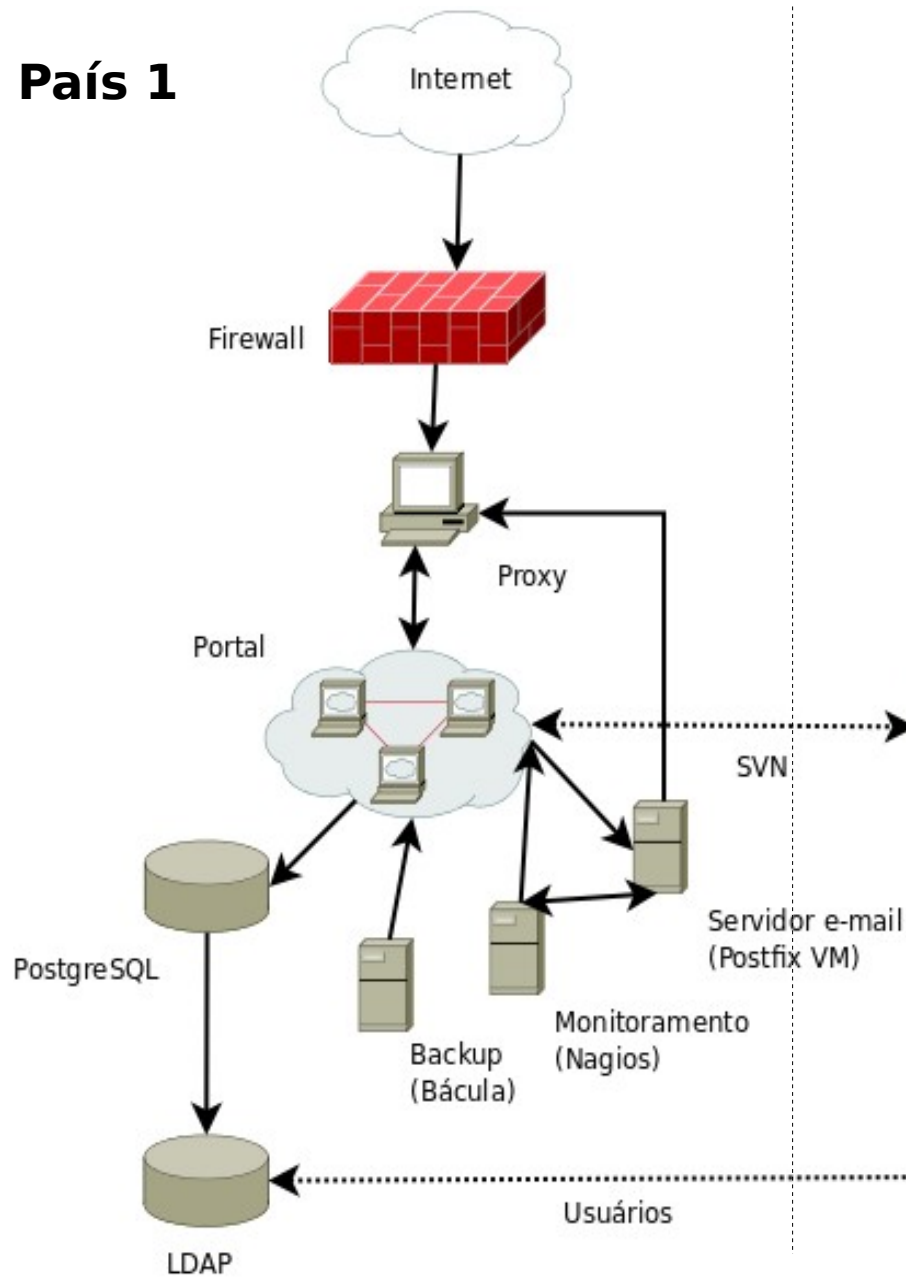 País 1
Internet
Firewall
Proxy
Portal
SVN
Servidor e-mail
(Postfix VM)
PostgreSQL
Monitoramento
(Nagios)
Backup
(Bácula)
Usuários
LDAP